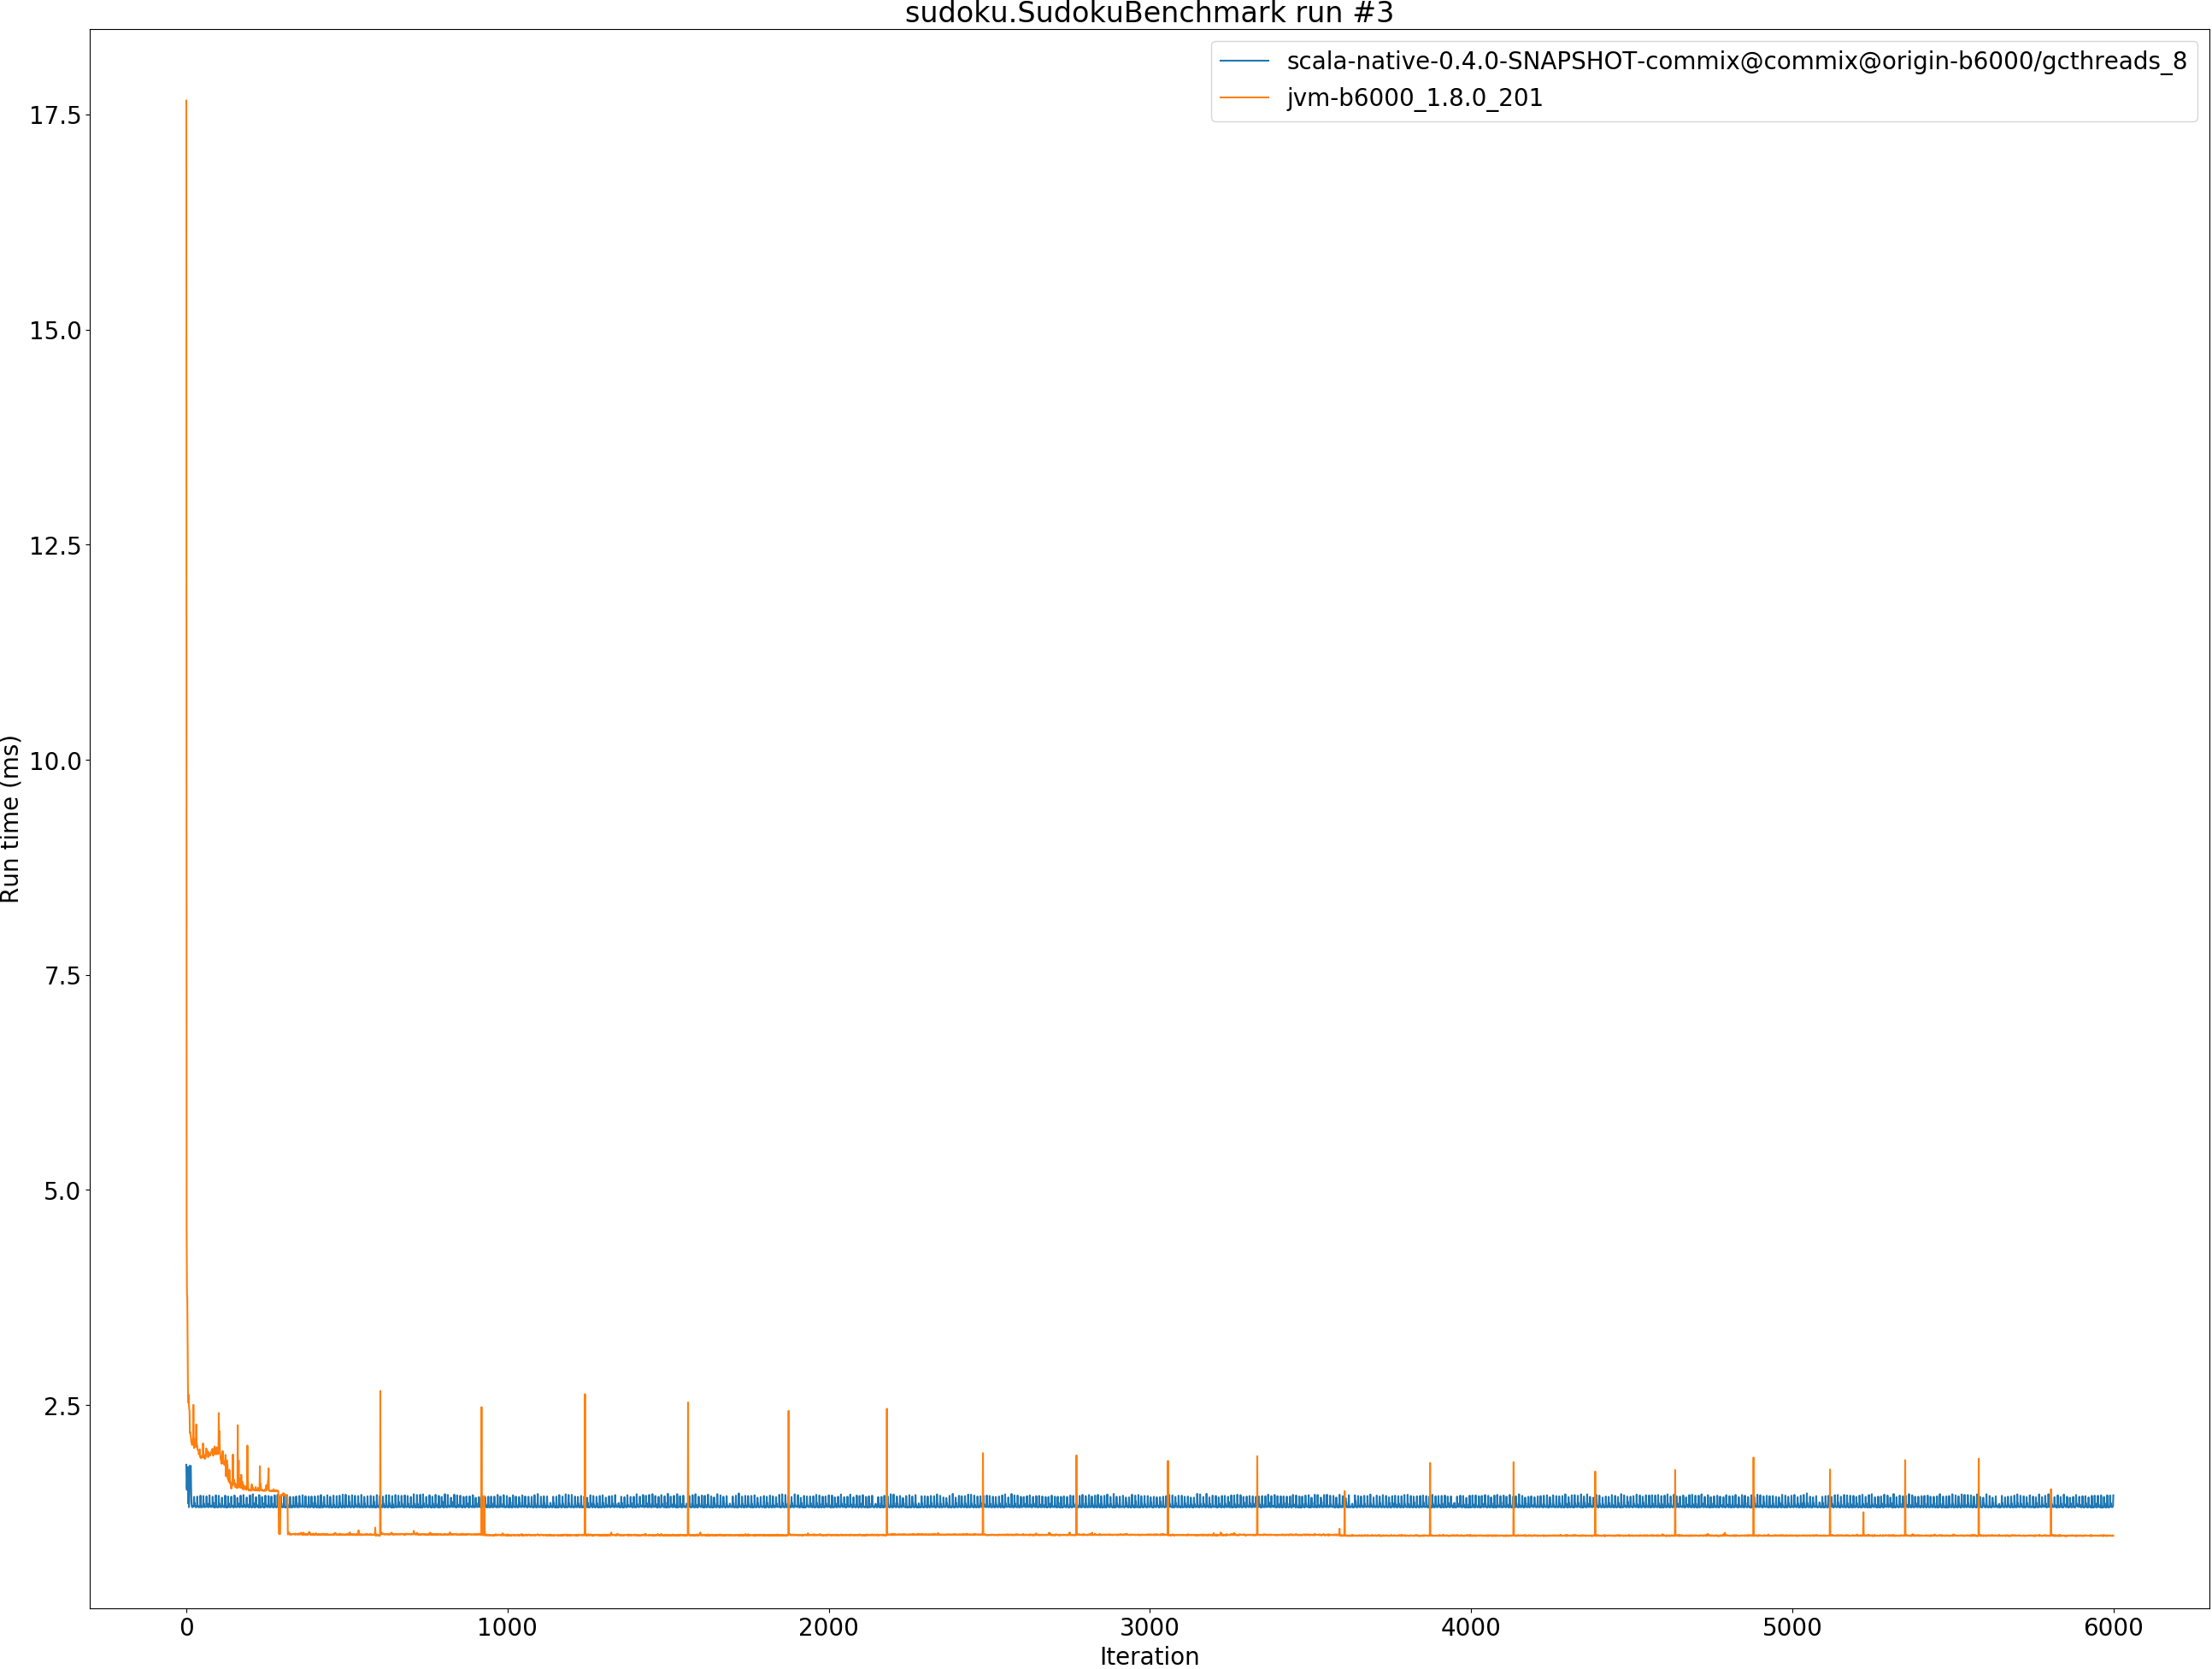 sudoku.SudokuBenchmark run #3
scala-native-0.4.0-SNAPSHOT-commix@commix@origin-b6000/gcthreads_8
jvm-b6000_1.8.0_201
17.5
15.0
12.5
10.0
7.5
5.0
2.5
Run time (ms)
0 1000 2000 3000 4000 5000 6000
Iteration